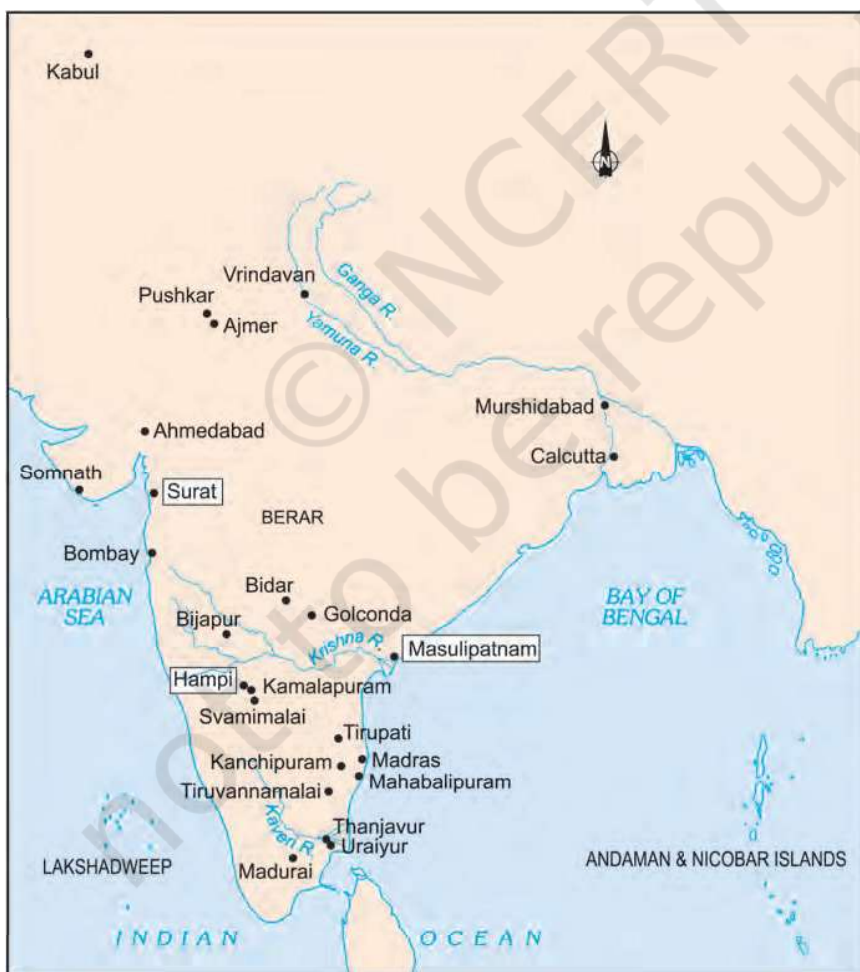 © NCERT
not to be republ
Kabul
N
Vrindavan
Ganga R.
Pushkar
Ajmer
Yamuna R.
Murshidabad
Ahmedabad
Calcutta
Somnath
Surat
BERAR
Bombay
Bidar
ARABIAN
SEA
BAY OF
BENGAL
Golconda
Bijapur
Krishna R.
Masulipatnam
Hampi
Kamalapuram
Svamimalai
Tirupati
Kanchipuram
Madras
Mahabalipuram
Tiruvannamalai
Kaveri R.
Thanjavur
Uraiyur
LAKSHADWEEP
Madurai
ANDAMAN & NICOBAR ISLANDS
INDIAN OCEAN